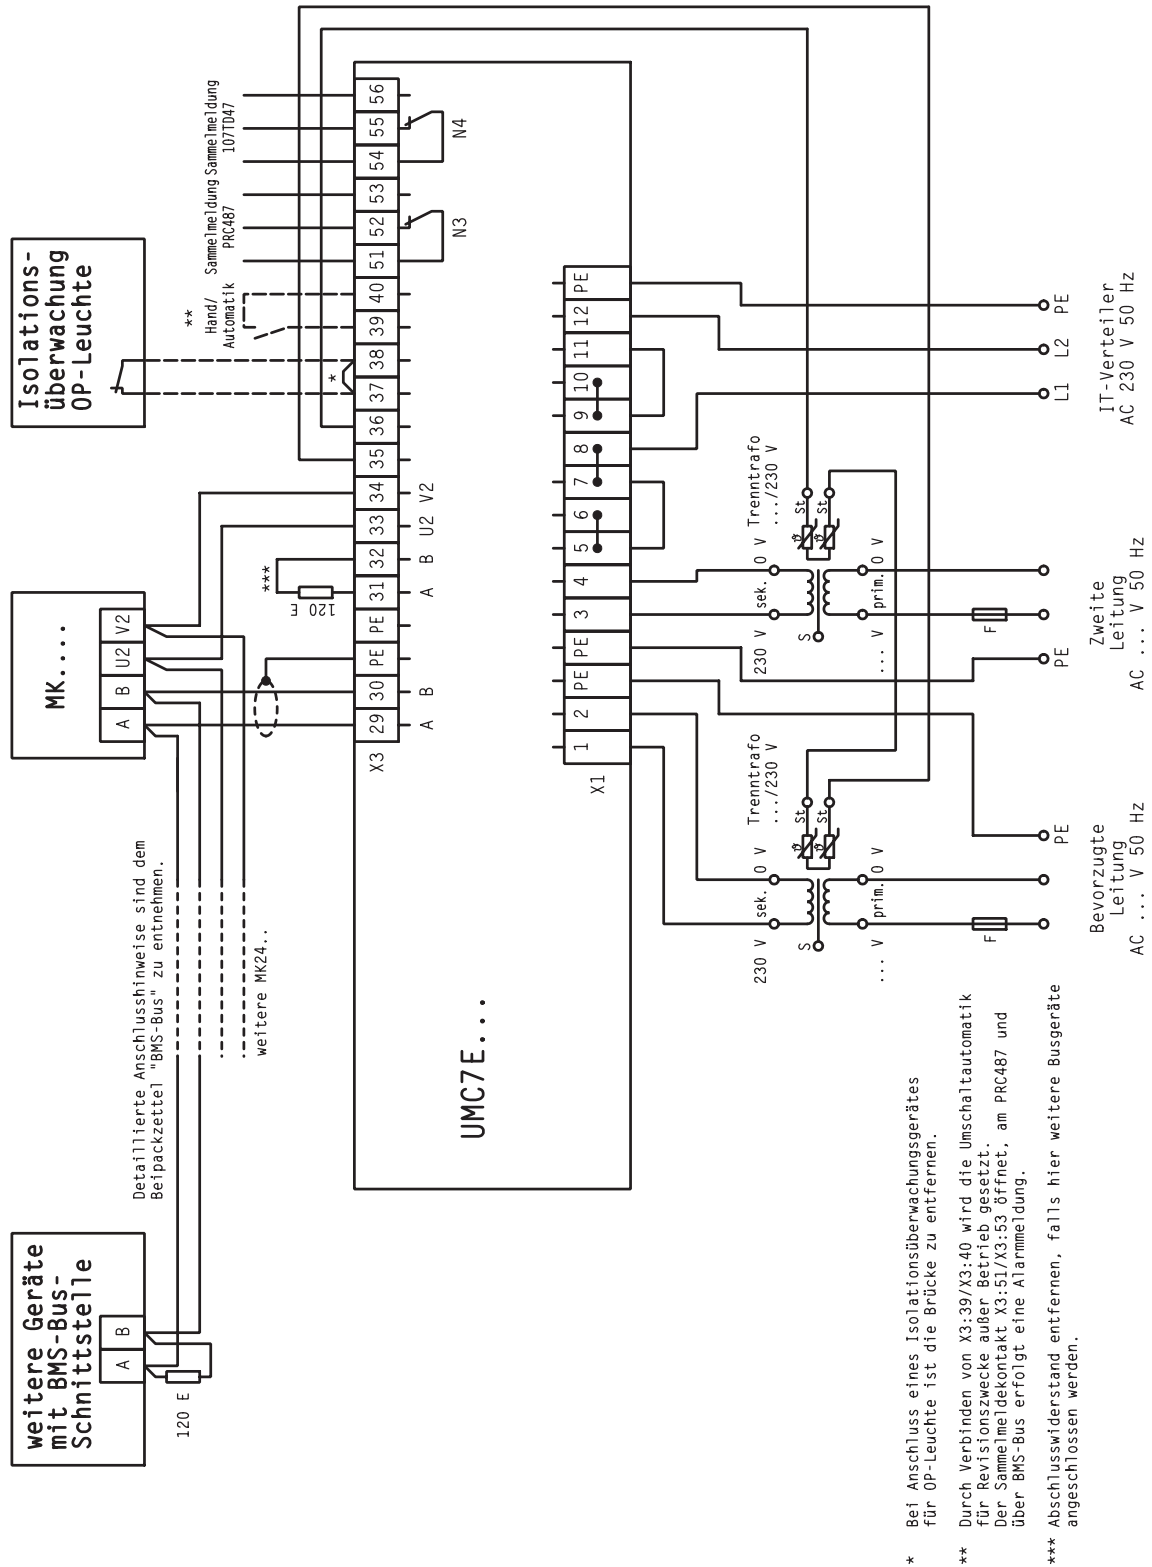 weitere Geräte
mit BMS-Bus-
Schnittstelle
A B
120 E
MK....
A B U2 V2
Isolations-
überwachung
OP-Leuchte
Detaillierte Anschlusshinweise sind dem
Beipackzettel "BMS-Bus" zu entnehmen.
weitere MK24..
***
120 E
*
**
Hand/
Automatik
Sammelmeldung
PRC487
Sammelmeldung
107TD47
X3
29 30 PE PE 31 32 33 34 35 36 37 38 39 40 51 52 53 54 55 56
A B A B U2 V2
N3
N4
UMC7E...
X1
1 2 PE PE 3 4 5 6 7 8 9 10 11 12 PE
Trenntrafo
.../230 V
230 V sek. 0 V
S
ϑ St
ϑ St
... V prim. 0 V
F
PE
Bevorzugte
Leitung
AC ... V 50 Hz
Trenntrafo
.../230 V
230 V sek. 0 V
S
ϑ St
ϑ St
... V prim. 0 V
F
PE
Zweite
Leitung
AC ... V 50 Hz
L1 L2 PE
IT-Verteiler
AC 230 V 50 Hz
* Bei Anschluss eines Isolationsüberwachungsgerätes
für OP-Leuchte ist die Brücke zu entfernen.
** Durch Verbinden von X3:39/X3:40 wird die Umschaltautomatik
für Revisionszwecke außer Betrieb gesetzt.
Der Sammelmeldekontakt X3:51/X3:53 öffnet, am PRC487 und
über BMS-Bus erfolgt eine Alarmmeldung.
*** Abschlusswiderstand entfernen, falls hier weitere Busgeräte
angeschlossen werden.